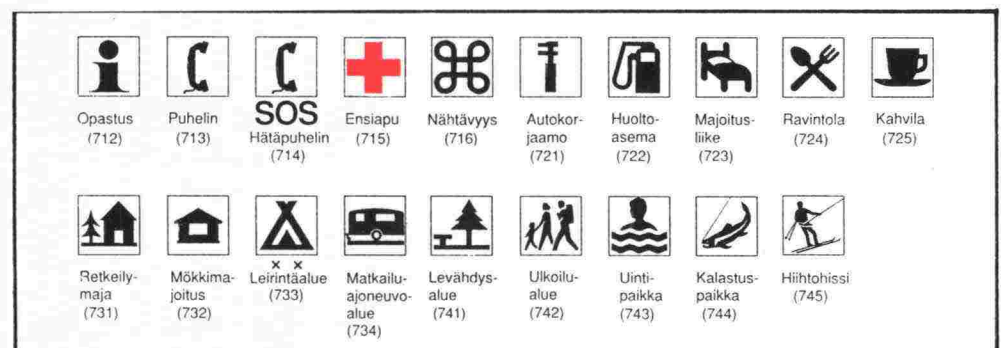 SOS
Opastus
(712)
Puhelin
(713)
Hätäpuhelin
(714)
Ensiapu
(715)
Nähtävyys
(716)
Autokor-
jaamo
(721)
Huolto-
asema
(722)
Majoitus-
liike
(723)
Ravintola
(724)
Kahvila
(725)
Retkeily-
maja
(731)
Mökkima-
joitus
(732)
× ×
Leirintäalue
(733)
Matkailu-
ajoneuvo-
alue
(734)
Levähdys-
alue
(741)
Ulkoilu-
alue
(742)
Uinti-
paikka
(743)
Kalastus-
paikka
(744)
Hiihtohissi
(745)